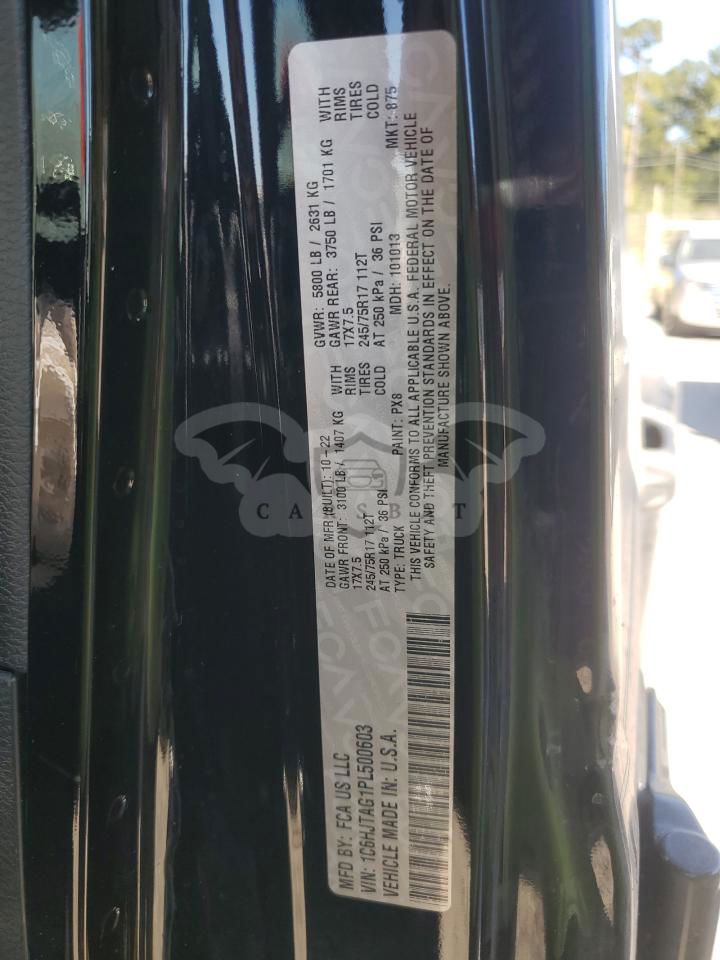 MFD BY: FCA US LLC
VIN: 1C6HJTAG1PL500603
VEHICLE MADE IN: U.S.A.
DATE OF MFR (BUILT): 10-22
GAWR FRONT: 3100 LB / 1407 KG WITH
17X7.5 RIMS
245/75R17 112T TIRES
AT 250 kPa / 36 PSI COLD
GVWR: 5800 LB / 2631 KG
GAWR REAR: 3750 LB / 1701 KG WITH
17X7.5 RIMS
245/75R17 112T TIRES
AT 250 kPa / 36 PSI COLD
TYPE: TRUCK PAINT: PX8 MDH: 101013 MKT: 875
THIS VEHICLE CONFORMS TO ALL APPLICABLE U.S.A. FEDERAL MOTOR VEHICLE
SAFETY AND THEFT PREVENTION STANDARDS IN EFFECT ON THE DATE OF
MANUFACTURE SHOWN ABOVE.